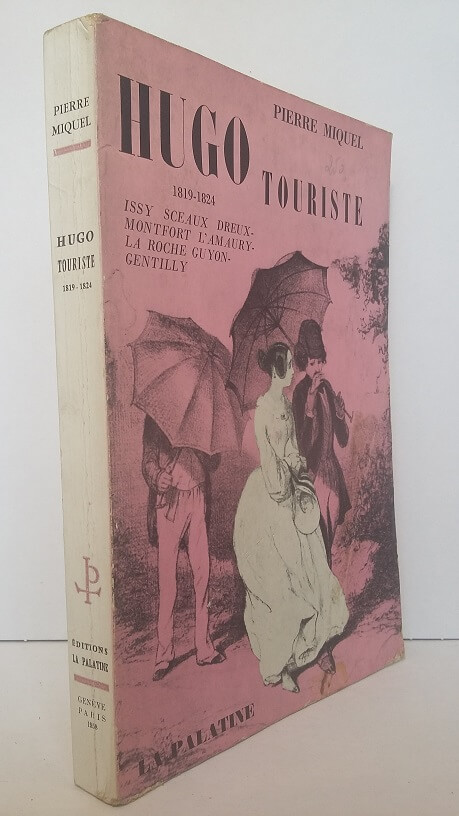 PIERRE
MIQUEL
HUGO
TOURISTE
1819-1824
ÉDITIONS
LA PALATINE
GENÈVE
PARIS
PIERRE MIQUEL
HUGO
1819-1824
TOURISTE
ISSY SCEAUX DREUX-
MONTFORT L'AMAURY-
LA ROCHE GUYON-
GENTILLY
LA PALATINE